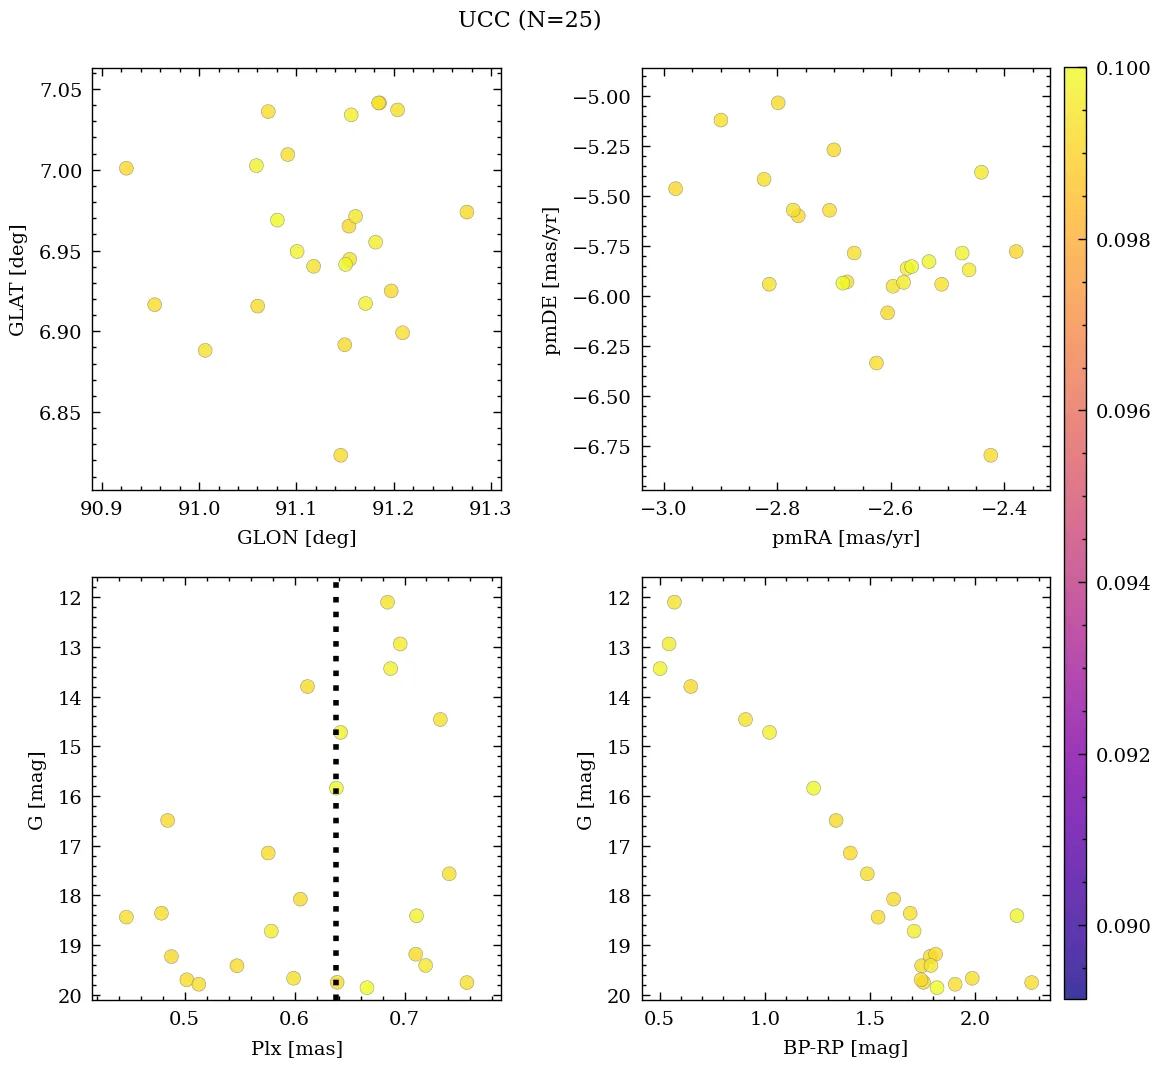 UCC (N=25)
7.05
7.00
6.95
6.90
6.85
GLAT [deg]
90.9 91.0 91.1 91.2 91.3
GLON [deg]
−5.00
−5.25
−5.50
−5.75
−6.00
−6.25
−6.50
−6.75
pmDE [mas/yr]
−3.0 −2.8 −2.6 −2.4
pmRA [mas/yr]
12
13
14
15
16
17
18
19
20
G [mag]
0.5 0.6 0.7
Plx [mas]
12
13
14
15
16
17
18
19
20
G [mag]
0.5 1.0 1.5 2.0
BP-RP [mag]
0.100
0.098
0.096
0.094
0.092
0.090